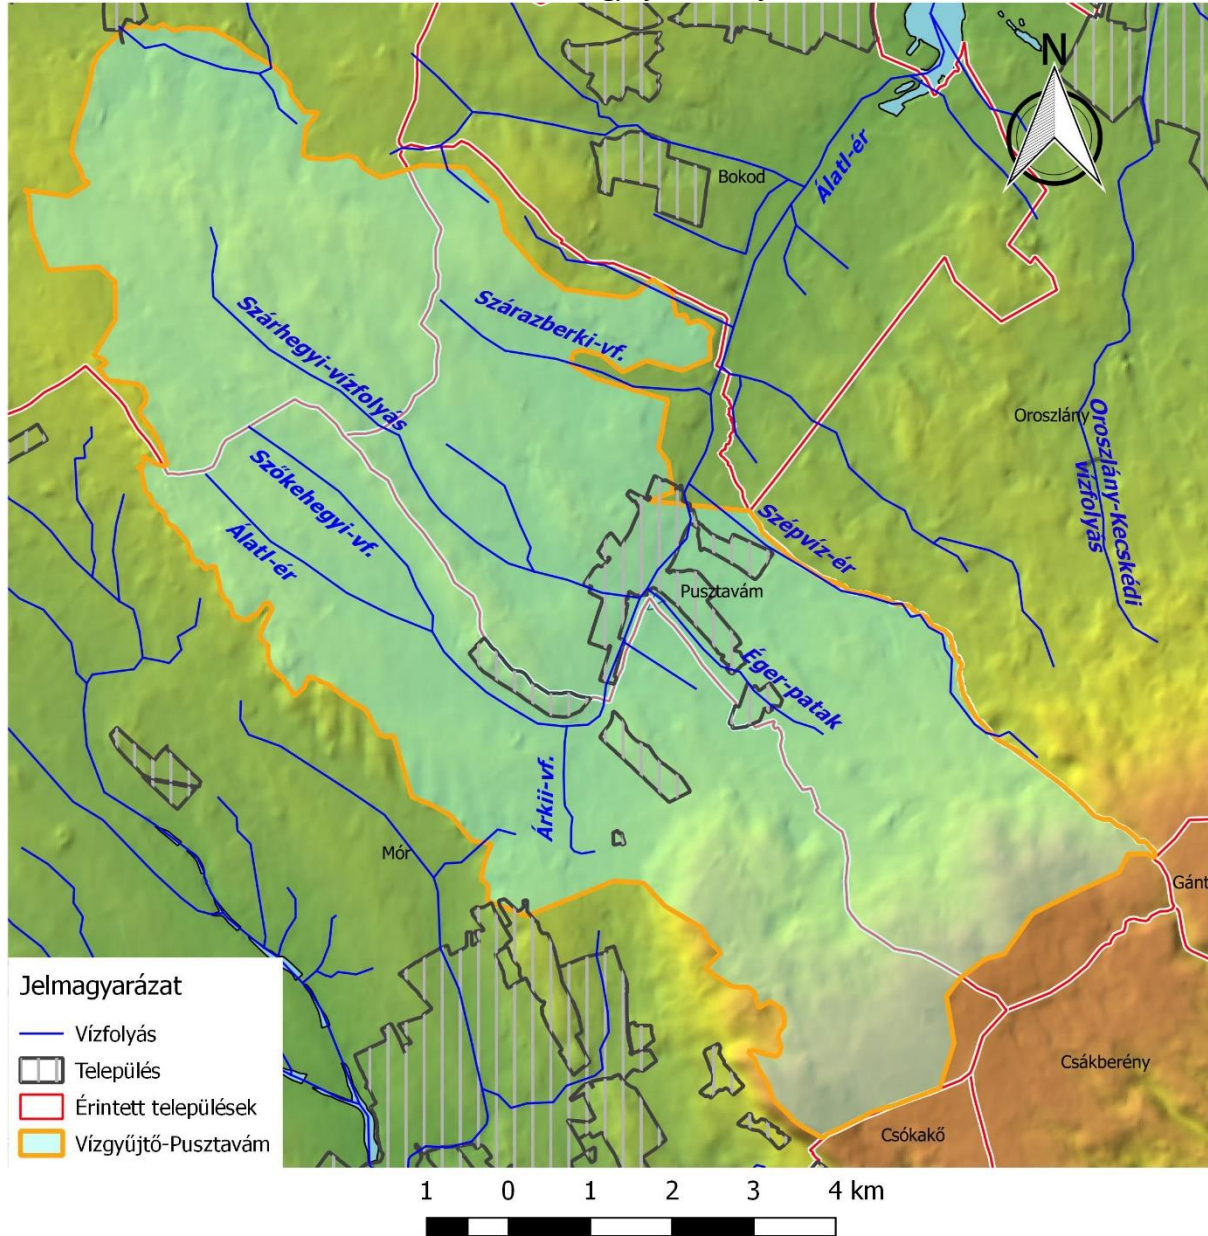 N
Bokod
Álatl-ér
Szárazberki-vf.
Szárhegyi-vízfolyás
Oroszlány
Oroszlány-Kecskédi
vízfolyás
Szőkehegyi-vf.
Álatl-ér
Szépvíz-ér
Pusztavám
Éger-patak
Árkii-vf.
Mór
Gánt
Csákberény
Csókakő
Jelmagyarázat
Vízfolyás
Település
Érintett települések
Vízgyűjtő-Pusztavám
1 0 1 2 3 4 km